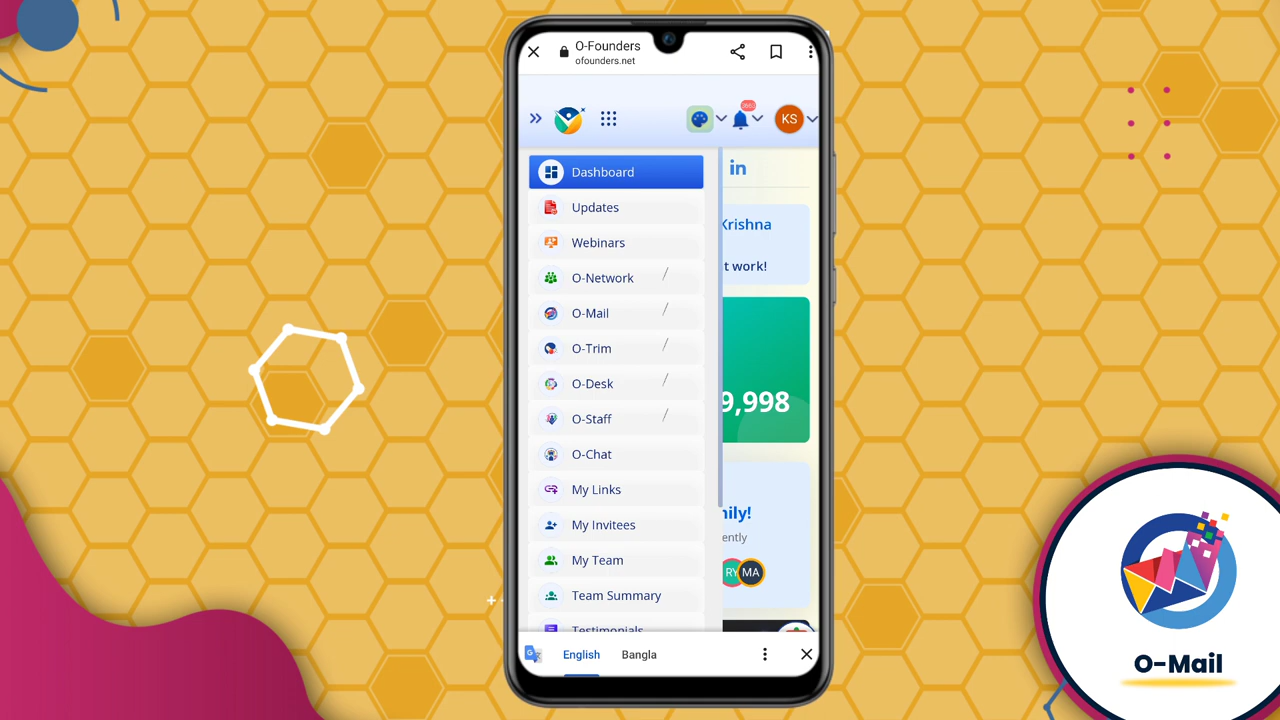 O-Founders
ofounders.net
KS
Dashboard
in
Updates
Krishna
Webinars
t work!
O-Network
O-Mail
O-Trim
O-Desk
9,998
O-Staff
O-Chat
My Links
My Invitees
nily!
ently
My Team
RY MA
Team Summary
Testimonials
English Bangla
O-Mail